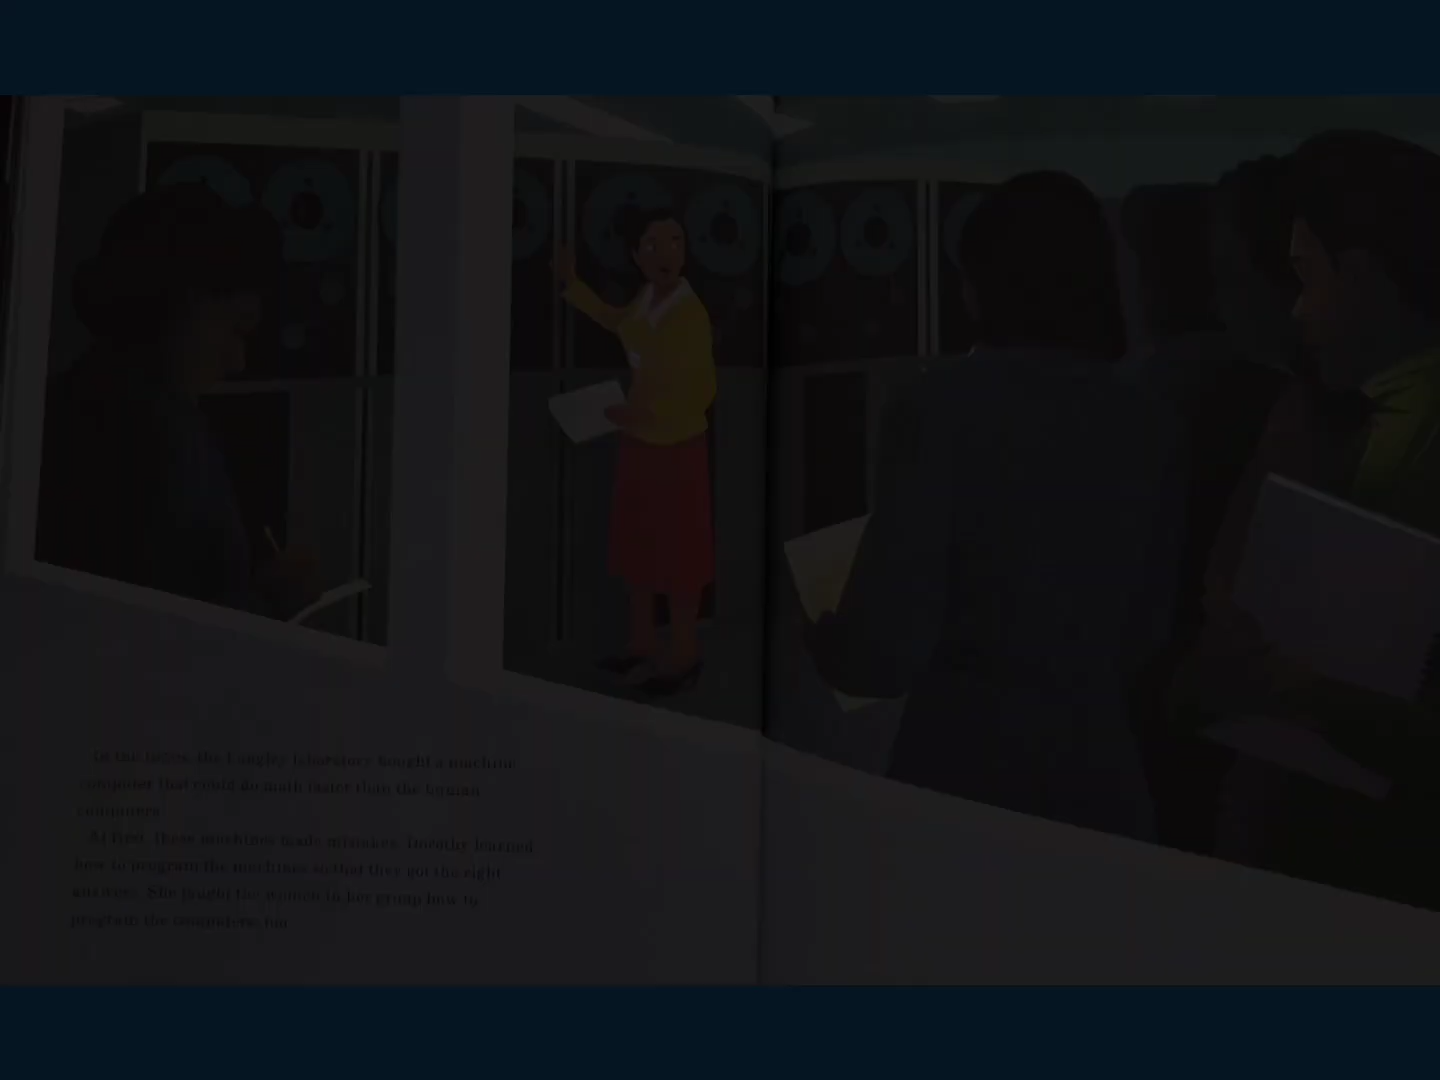 In the 1950s, the Langley laboratory bought a machine
computer that could do math faster than the human
computers.
At first, these machines made mistakes. Dorothy learned
how to program the machines so that they got the right
answers. She taught the women in her group how to
program the computers, too.